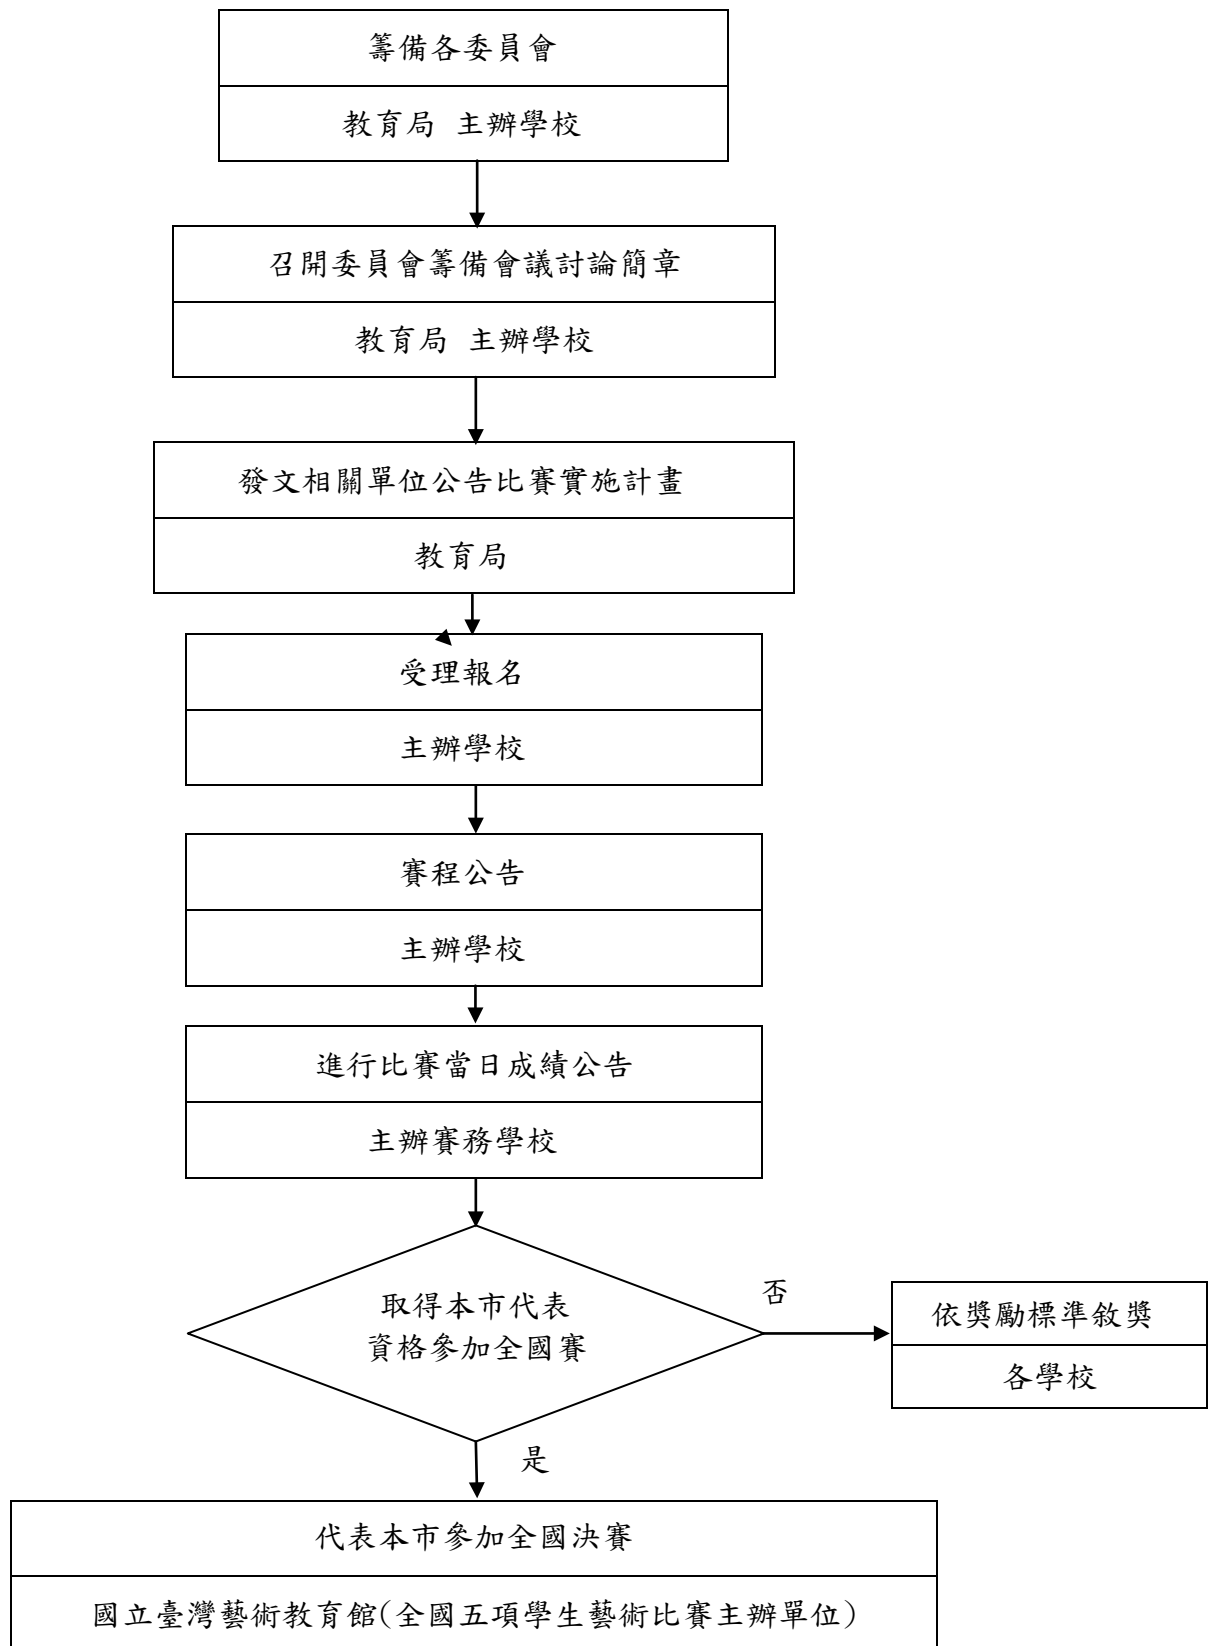 籌備各委員會
教育局 主辦學校
召開委員會籌備會議討論簡章
教育局 主辦學校
發文相關單位公告比賽實施計畫
教育局
受理報名
主辦學校
賽程公告
主辦學校
進行比賽當日成績公告
主辦賽務學校
取得本市代表
資格參加全國賽
否
依獎勵標準敘獎
各學校
是
代表本市參加全國決賽
國立臺灣藝術教育館(全國五項學生藝術比賽主辦單位)